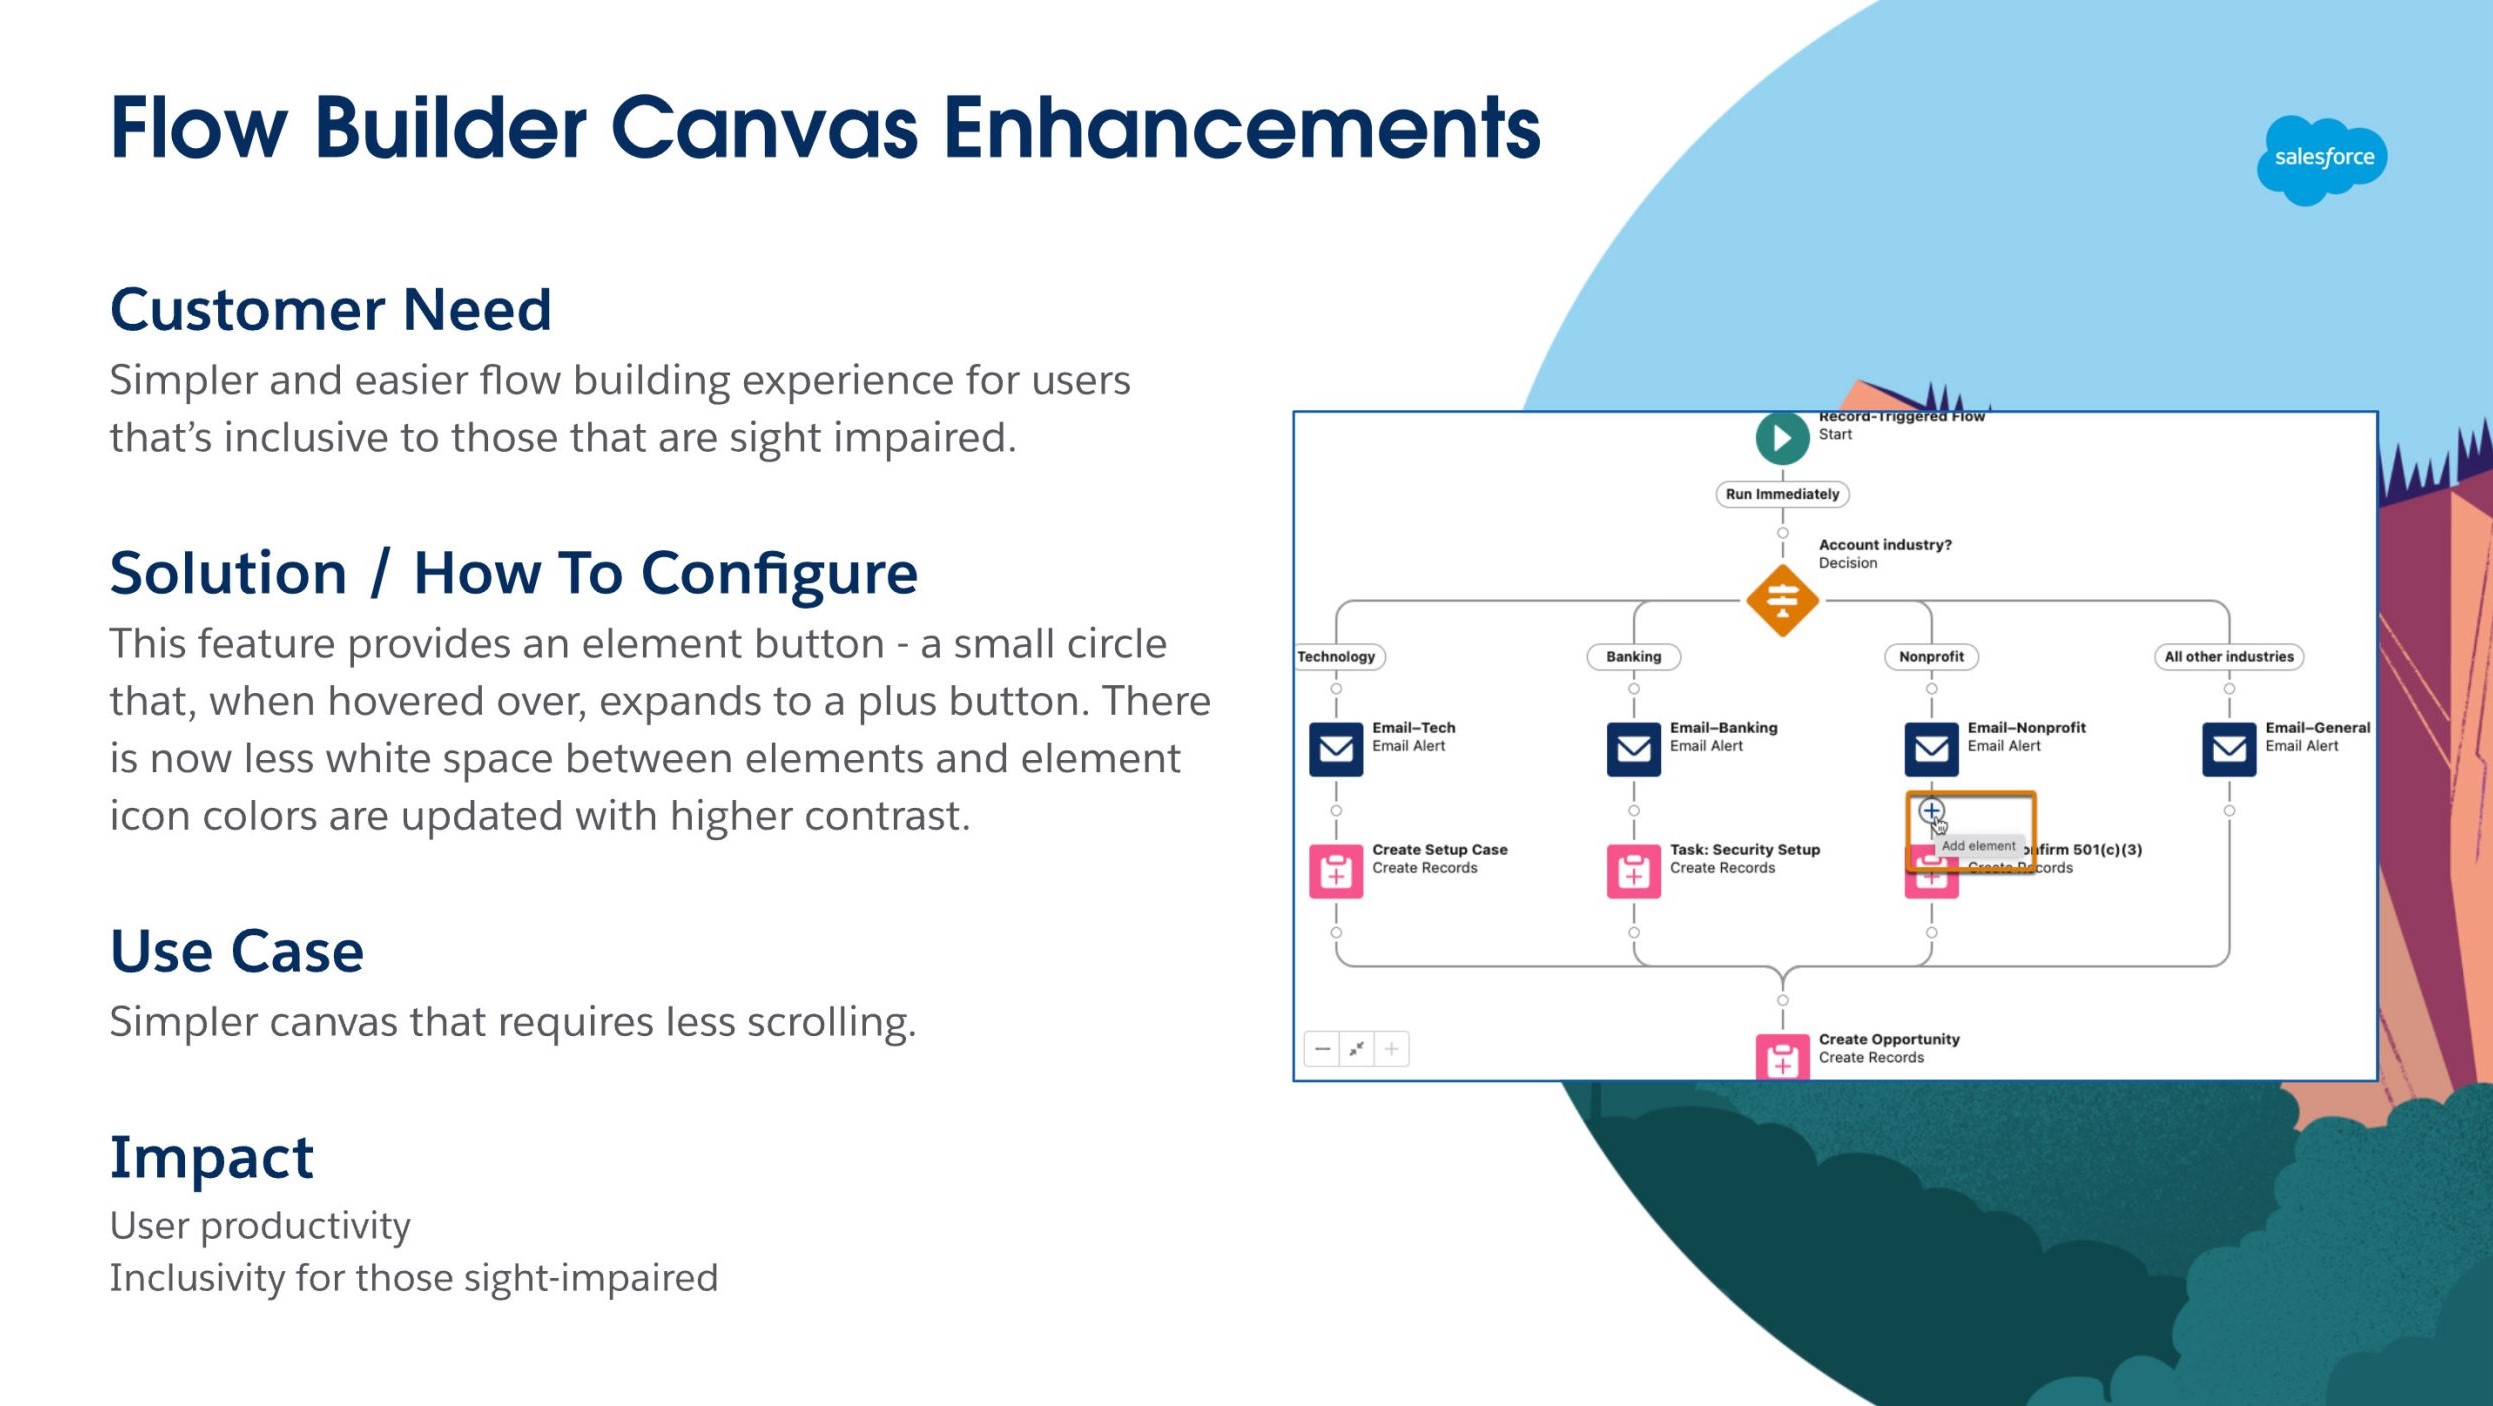 Flow Builder Canvas Enhancements
salesforce
Customer Need
Simpler and easier flow building experience for users
that’s inclusive to those that are sight impaired.
Solution / How To Configure
This feature provides an element button - a small circle
that, when hovered over, expands to a plus button. There
is now less white space between elements and element
icon colors are updated with higher contrast.
Use Case
Simpler canvas that requires less scrolling.
Impact
User productivity
Inclusivity for those sight-impaired
Record-Triggered Flow
Start
Run Immediately
Account industry?
Decision
Technology
Banking
Nonprofit
All other industries
Email–Tech
Email Alert
Email–Banking
Email Alert
Email–Nonprofit
Email Alert
Email–General
Email Alert
Add element
Create Setup Case
Create Records
Task: Security Setup
Create Records
501(c)(3)
Create Records
Create Opportunity
Create Records